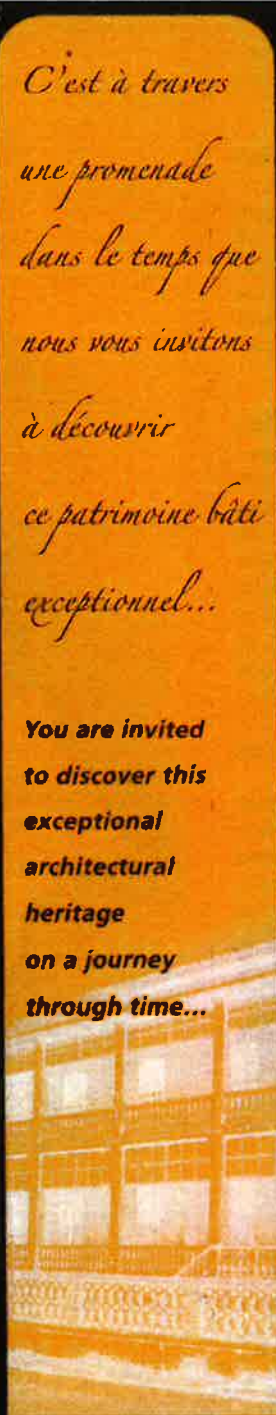 C'est à travers
une promenade
dans le temps que
nous vous invitons
à découvrir
ce patrimoine bâti
exceptionnel...
You are invited
to discover this
exceptional
architectural
heritage
on a journey
through time...